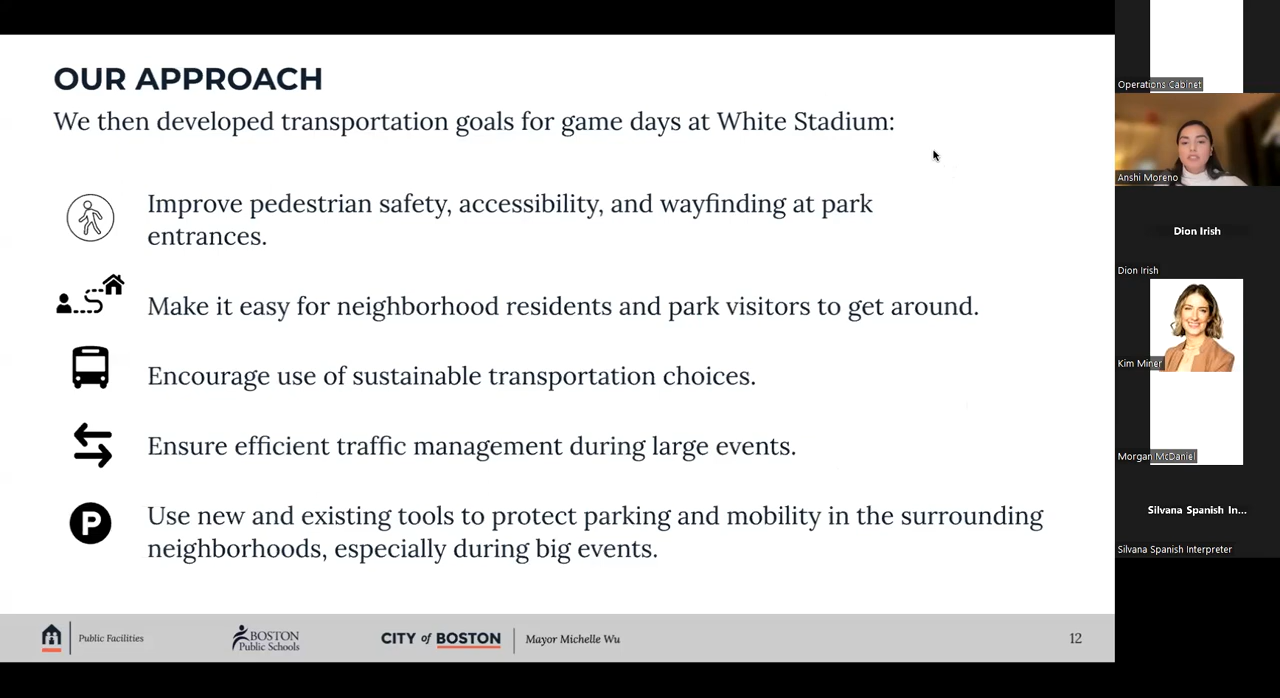 OUR APPROACH
We then developed transportation goals for game days at White Stadium:
Improve pedestrian safety, accessibility, and wayfinding at park
entrances.
Make it easy for neighborhood residents and park visitors to get around.
Encourage use of sustainable transportation choices.
Ensure efficient traffic management during large events.
P
Use new and existing tools to protect parking and mobility in the surrounding
neighborhoods, especially during big events.
Public Facilities
BOSTON
Public Schools
CITY of BOSTON
Mayor Michelle Wu
12
Operations Cabinet
Anshi Moreno
Dion Irish
Dion Irish
Kim Miner
Morgan McDaniel
Silvana Spanish In...
Silvana Spanish Interpreter